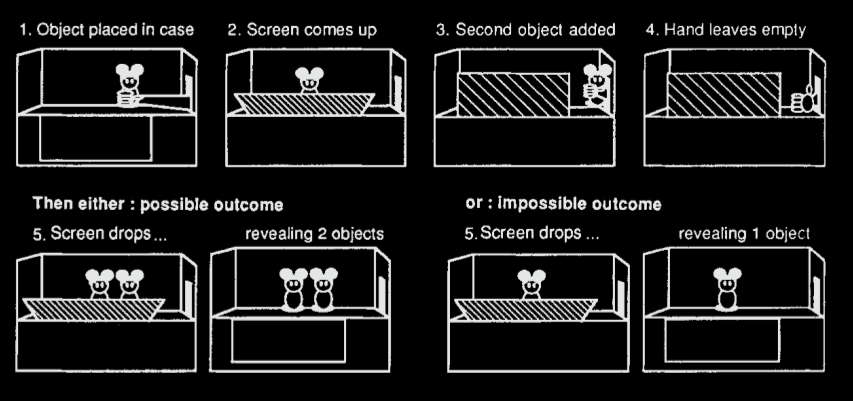 1. Object placed in case
2. Screen comes up
3. Second object added
4. Hand leaves empty
Then either : possible outcome
or : impossible outcome
5. Screen drops ...
revealing 2 objects
5. Screen drops ...
revealing 1 object